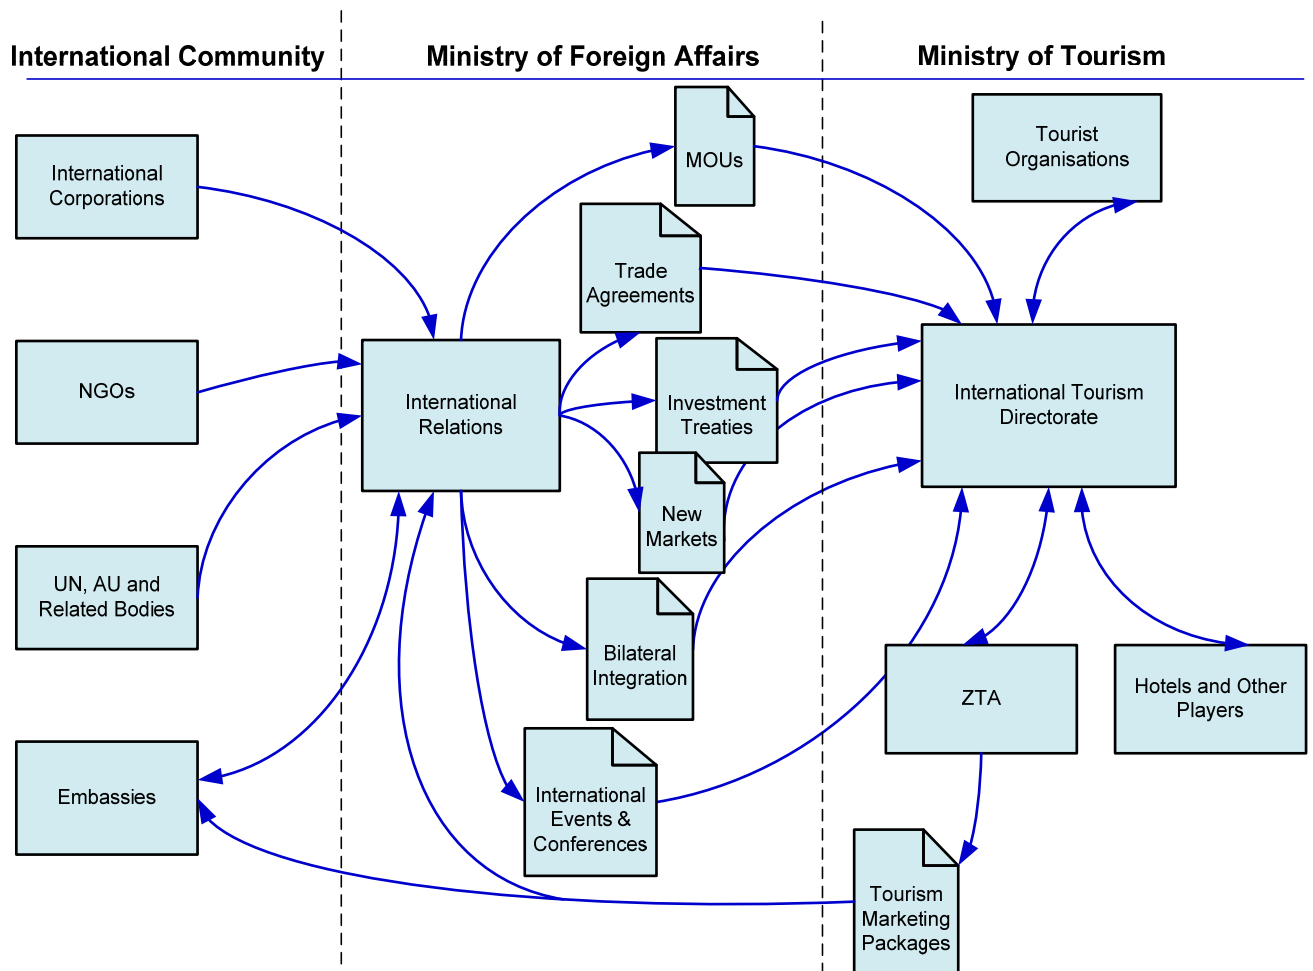 International Community
Ministry of Foreign Affairs
Ministry of Tourism
International
Corporations
NGOs
UN, AU and
Related Bodies
Embassies
International
Relations
MOUs
Trade
Agreements
Investment
Treaties
New
Markets
Bilateral
Integration
International
Events &
Conferences
Tourist
Organisations
International Tourism
Directorate
ZTA
Hotels and Other
Players
Tourism
Marketing
Packages